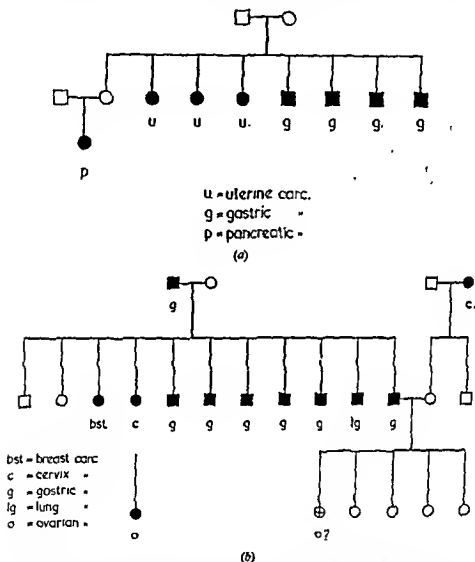 u u u. g g g. g
p
u = uterine carc.
g = gastric "
p = pancreatic "
(a)
g c.
bst. c g g g g g lg g
bst = breast carc
c = cervix "
g = gastric "
lg = lung "
o = ovarian "
o o?
(b)